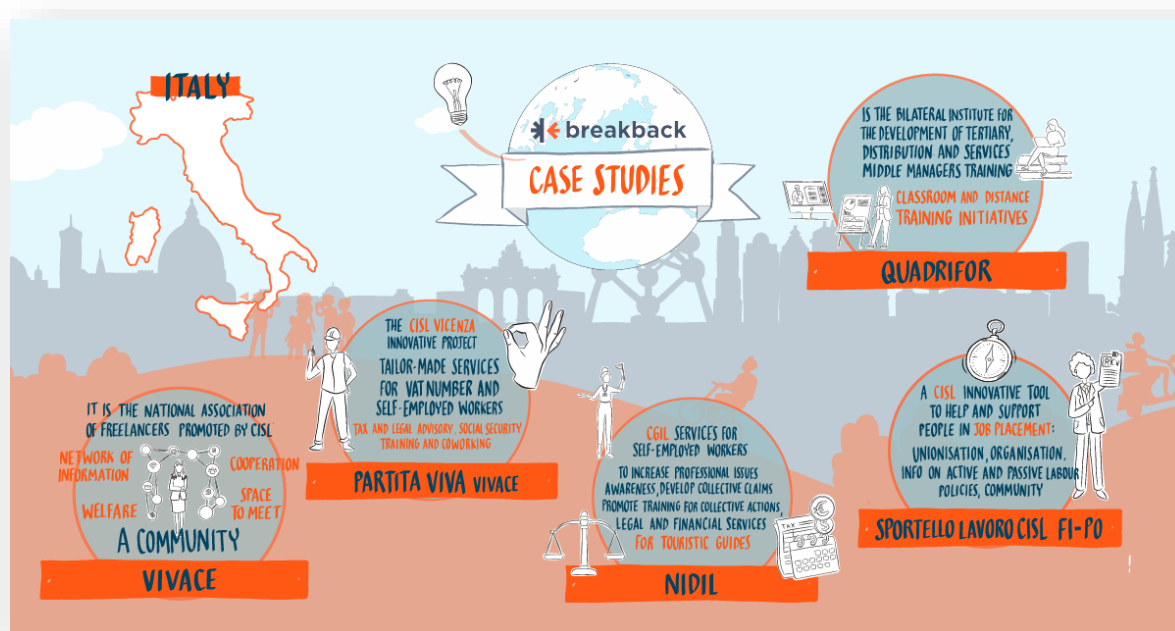 ITALY
breakback
CASE STUDIES
IS THE BILATERAL INSTITUTE FOR
THE DEVELOPMENT OF TERTIARY,
DISTRIBUTION AND SERVICES
MIDDLE MANAGERS TRAINING
CLASSROOM AND DISTANCE
TRAINING INITIATIVES
QUADRIFOR
THE CISL VICENZA
INNOVATIVE PROJECT
TAILOR-MADE SERVICES
FOR VAT NUMBER AND
SELF-EMPLOYED WORKERS
TAX AND LEGAL ADVISORY. SOCIAL SECURITY
TRAINING AND COWORKING
PARTITA VIVA VIVACE
IT IS THE NATIONAL ASSOCIATION
OF FREELANCERS PROMOTED BY CISL
NETWORK OF
INFORMATION
COOPERATION
WELFARE
SPACE
TO MEET
A COMMUNITY
VIVACE
CGIL SERVICES FOR
SELF-EMPLOYED WORKERS
TO INCREASE PROFESSIONAL ISSUES
AWARENESS, DEVELOP COLLECTIVE CLAIMS
PROMOTE TRAINING FOR COLLECTIVE ACTIONS,
LEGAL AND FINANCIAL SERVICES
FOR TOURISTIC GUIDES
TAX
NIDIL
A CISL INNOVATIVE TOOL
TO HELP AND SUPPORT
PEOPLE IN JOB PLACEMENT:
UNIONISATION, ORGANISATION.
INFO ON ACTIVE AND PASSIVE LABOUR
POLICIES, COMMUNITY
SPORTELLO LAVORO CISL FI-PO